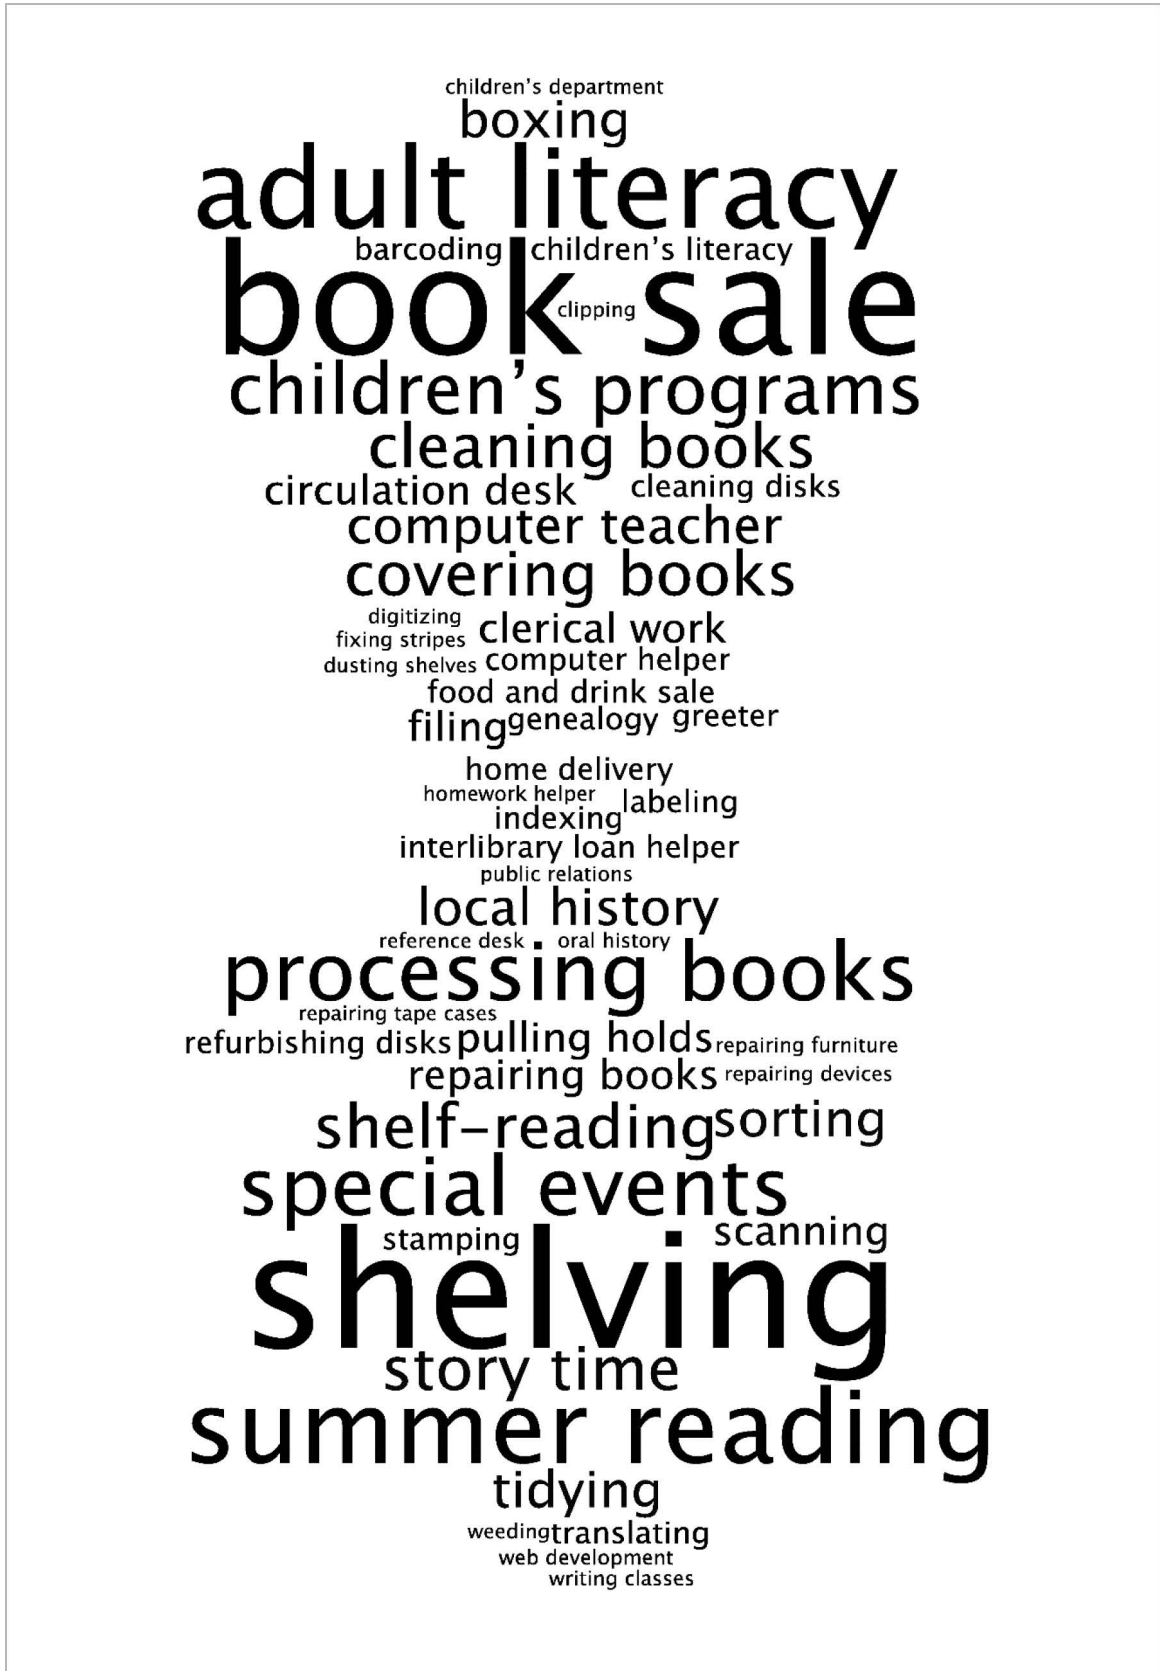 children's department
boxing
adult literacy
barcoding children's literacy
book sale
clipping
children's programs
cleaning books
circulation desk cleaning disks
computer teacher
covering books
digitizing
fixing stripes clerical work
dusting shelves computer helper
food and drink sale
filing genealogy greeter
home delivery
homework helper labeling
indexing
interlibrary loan helper
public relations
local history
reference desk oral history
processing books
repairing tape cases
refurbishing disks pulling holds repairing furniture
repairing books repairing devices
shelf-reading sorting
special events
stamping scanning
shelving
story time
summer reading
tidying
weeding translating
web development
writing classes